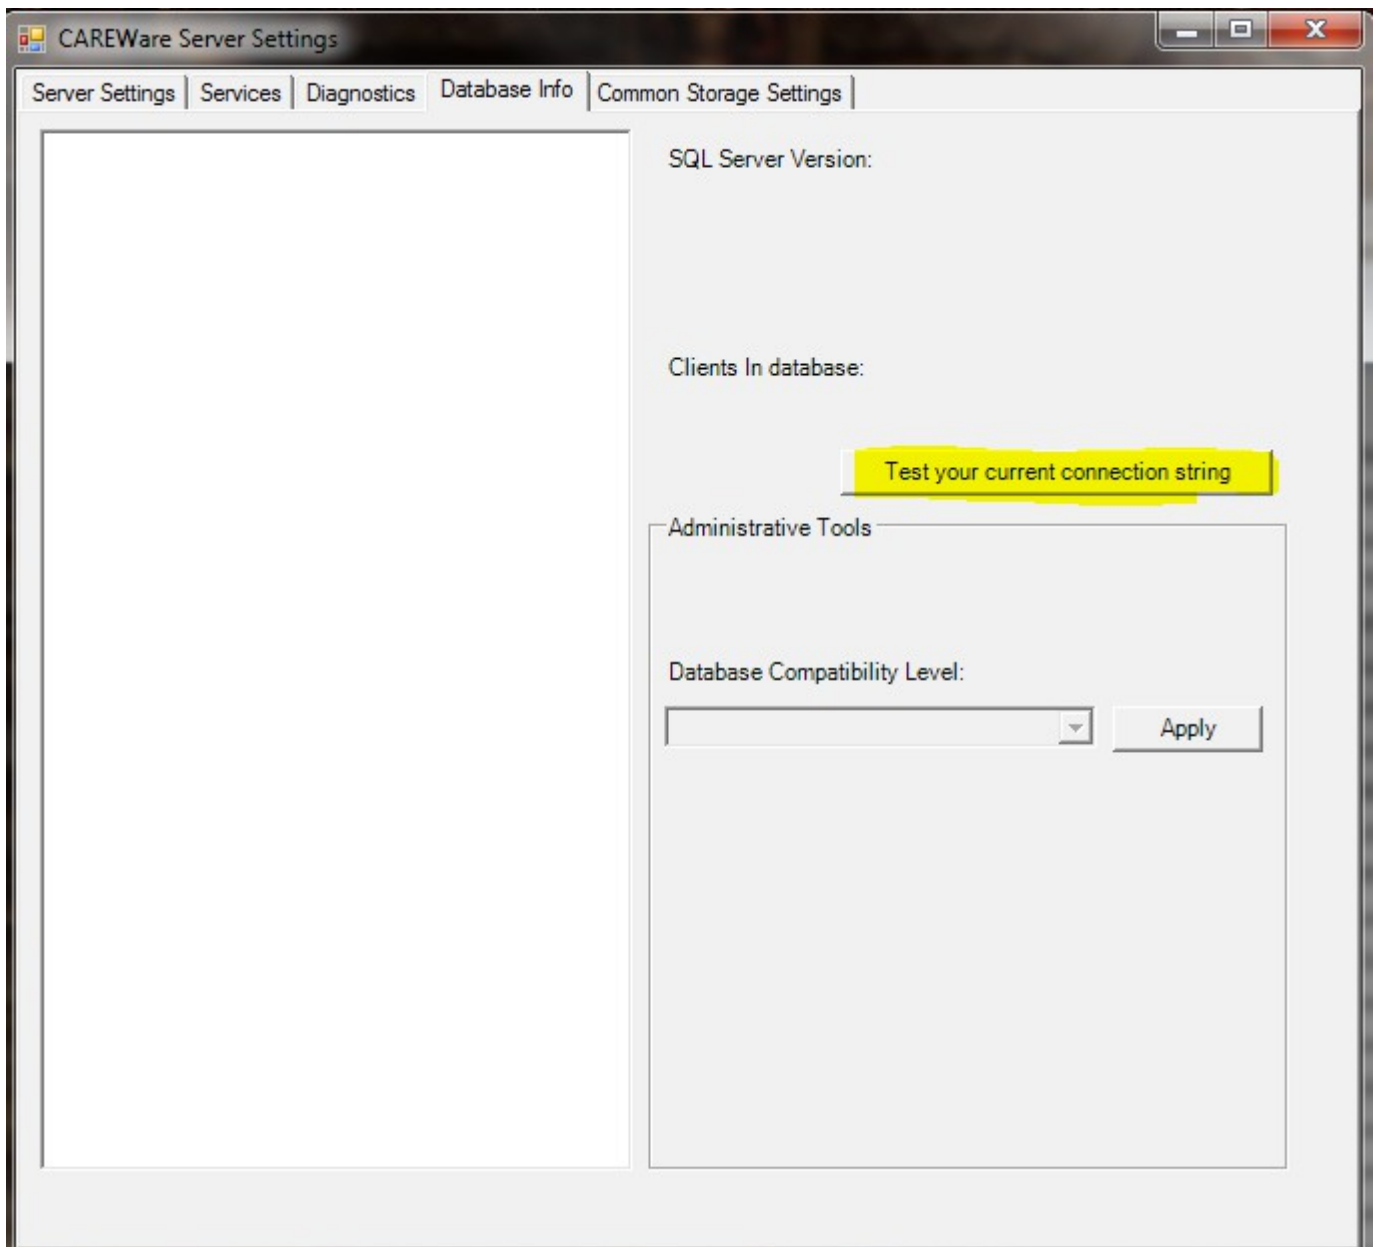 CAREWare Server Settings
Server Settings Services Diagnostics Database Info Common Storage Settings
SQL Server Version:
Clients In database:
Test your current connection string
Administrative Tools
Database Compatibility Level:
Apply